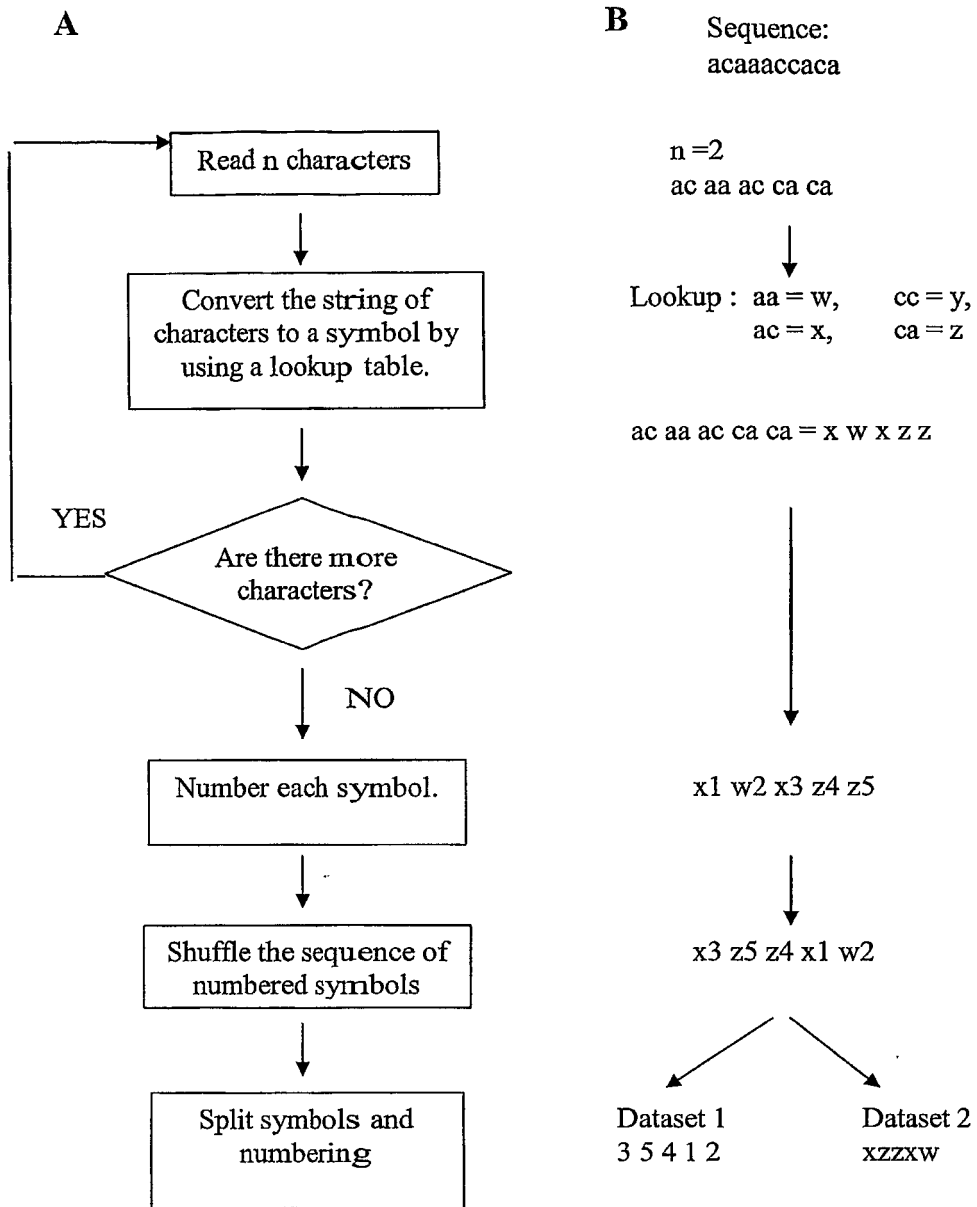 A
Read n characters
Convert the string of
characters to a symbol by
using a lookup table.
YES
Are there more
characters?
NO
Number each symbol.
Shuffle the sequence of
numbered symbols
Split symbols and
numbering
B
Sequence:
acaaaccaca
n =2
ac aa ac ca ca
Lookup : aa = w, cc = y,
ac = x, ca = z
ac aa ac ca ca = x w x z z
x1 w2 x3 z4 z5
x3 z5 z4 x1 w2
Dataset 1
3 5 4 1 2
Dataset 2
xzzxw